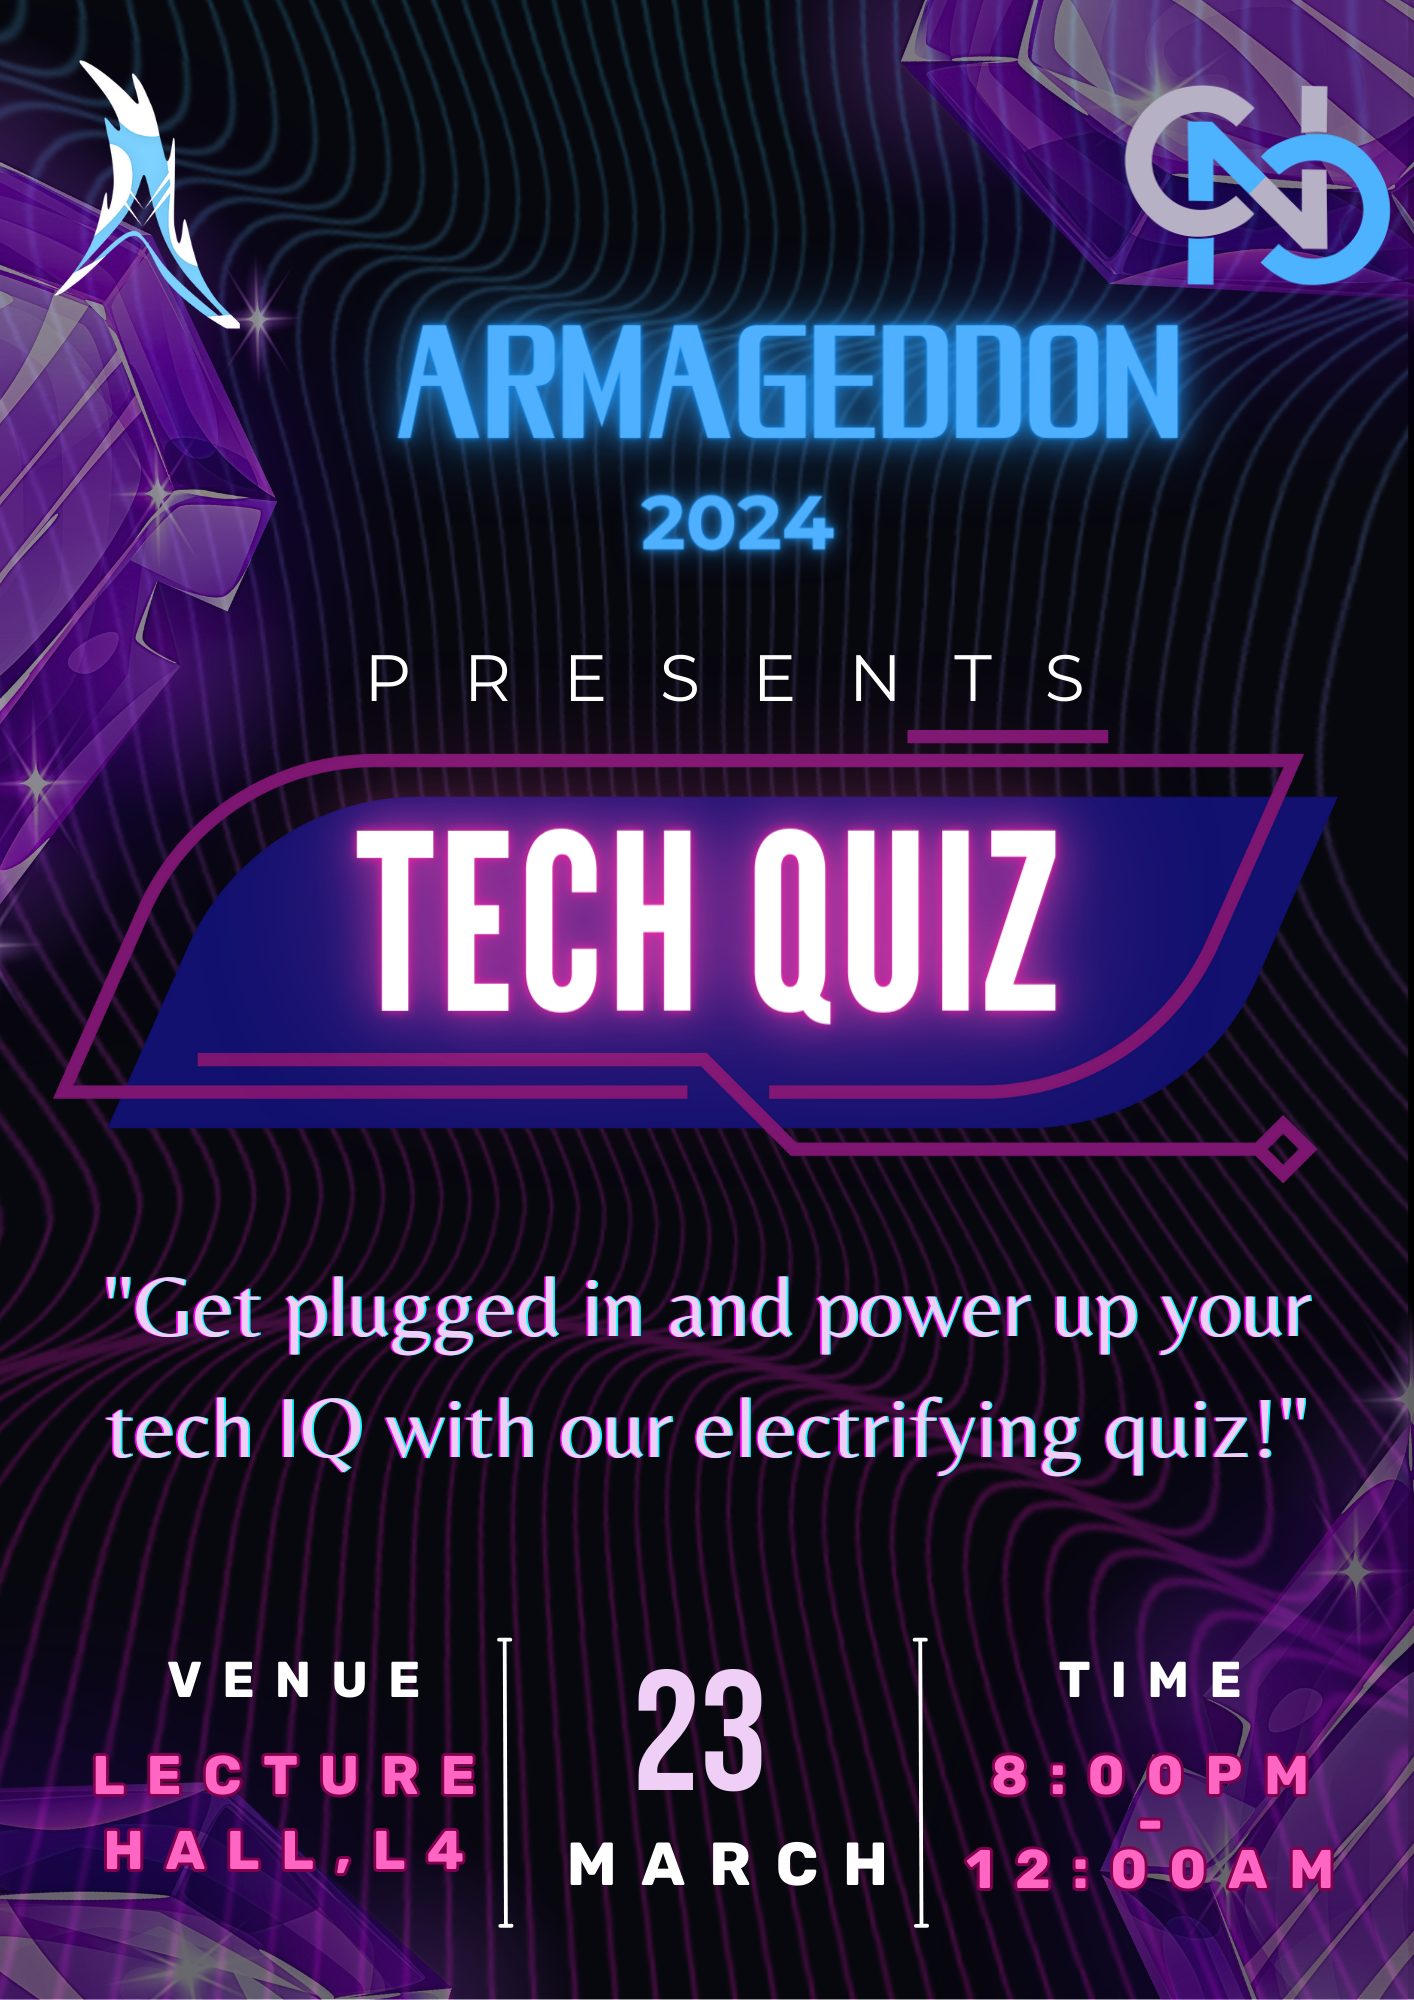 ARMAGEDDON
2024
PRESENTS
TECH QUIZ
"Get plugged in and power up your
tech IQ with our electrifying quiz!"
VENUE
LECTURE
HALL,L4
23
MARCH
TIME
8:00PM
-
12:00AM